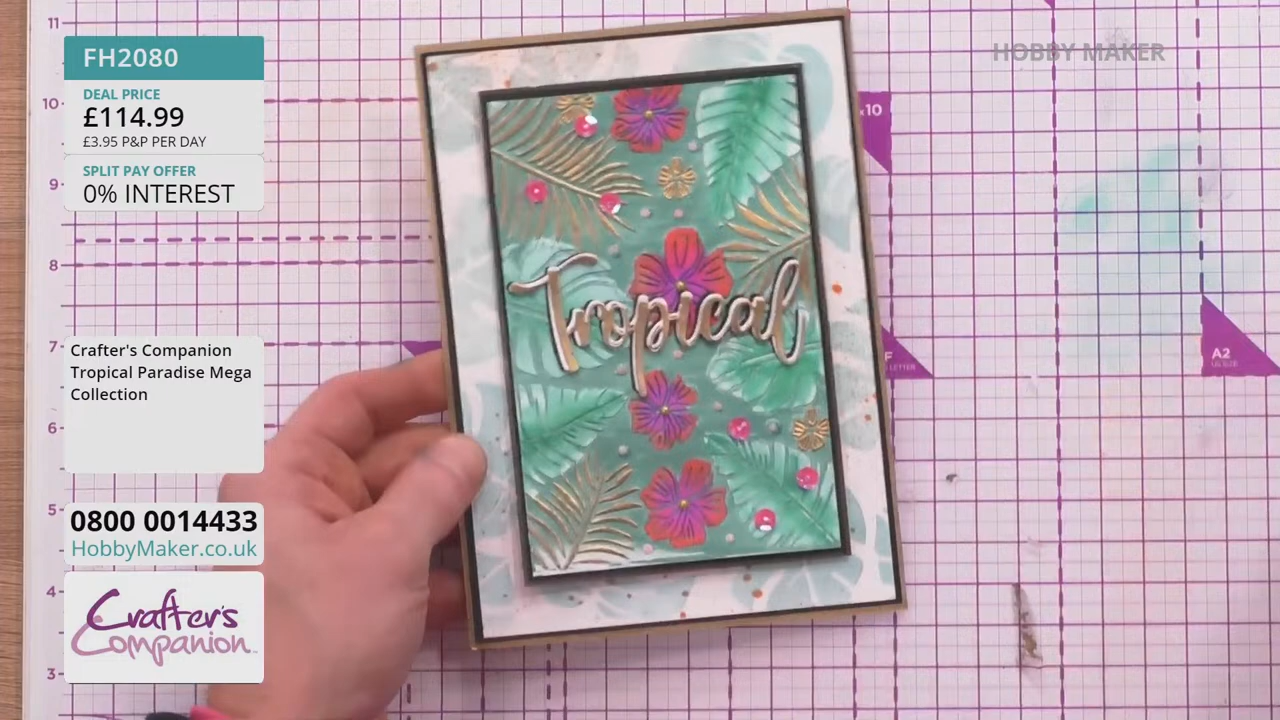 FH2080
DEAL PRICE
£114.99
£3.95 P&P PER DAY
SPLIT PAY OFFER
0% INTEREST
Crafter's Companion
Tropical Paradise Mega
Collection
0800 0014433
HobbyMaker.co.uk
Crafter's
Companion
HOBBY MAKER
Tropical
11
10
9
8
7
6
5
4
3
x10
LETTER
A2